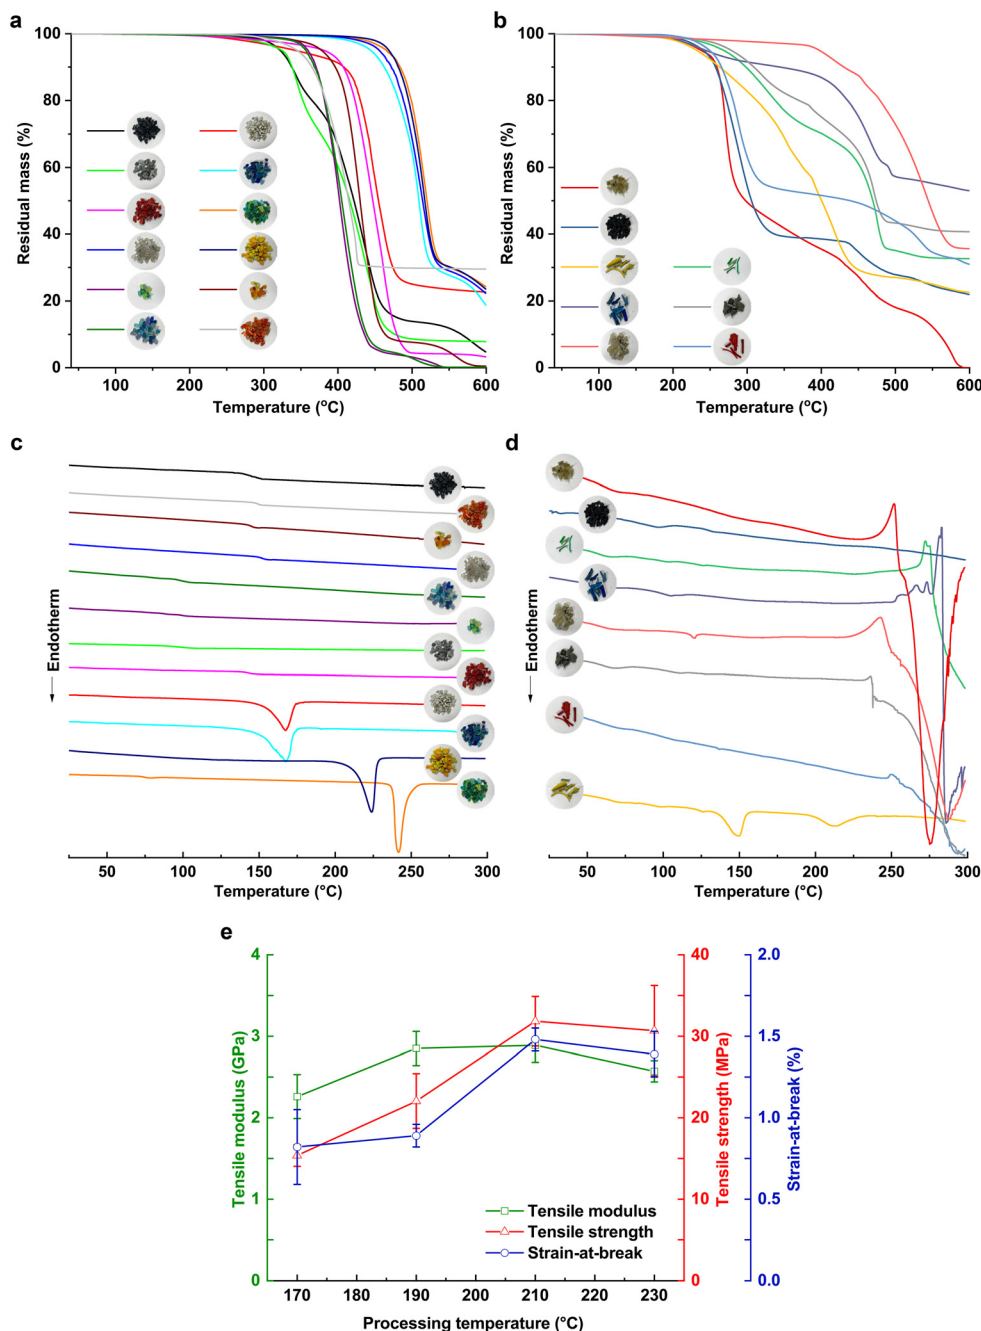 a
b
100
80
60
40
20
0
Residual mass (%)
100
200
300
400
500
600
Temperature (°C)
100
80
60
40
20
0
Residual mass (%)
100
200
300
400
500
600
Temperature (°C)
c
d
Endotherm
50
100
150
200
250
300
Temperature (°C)
Endotherm
50
100
150
200
250
300
Temperature (°C)
e
4
3
2
1
0
Tensile modulus (GPa)
40
30
20
10
0
Tensile strength (MPa)
2.0
1.5
1.0
0.5
0.0
Strain-at-break (%)
Tensile modulus
Tensile strength
Strain-at-break
170
180
190
200
210
220
230
Processing temperature (°C)